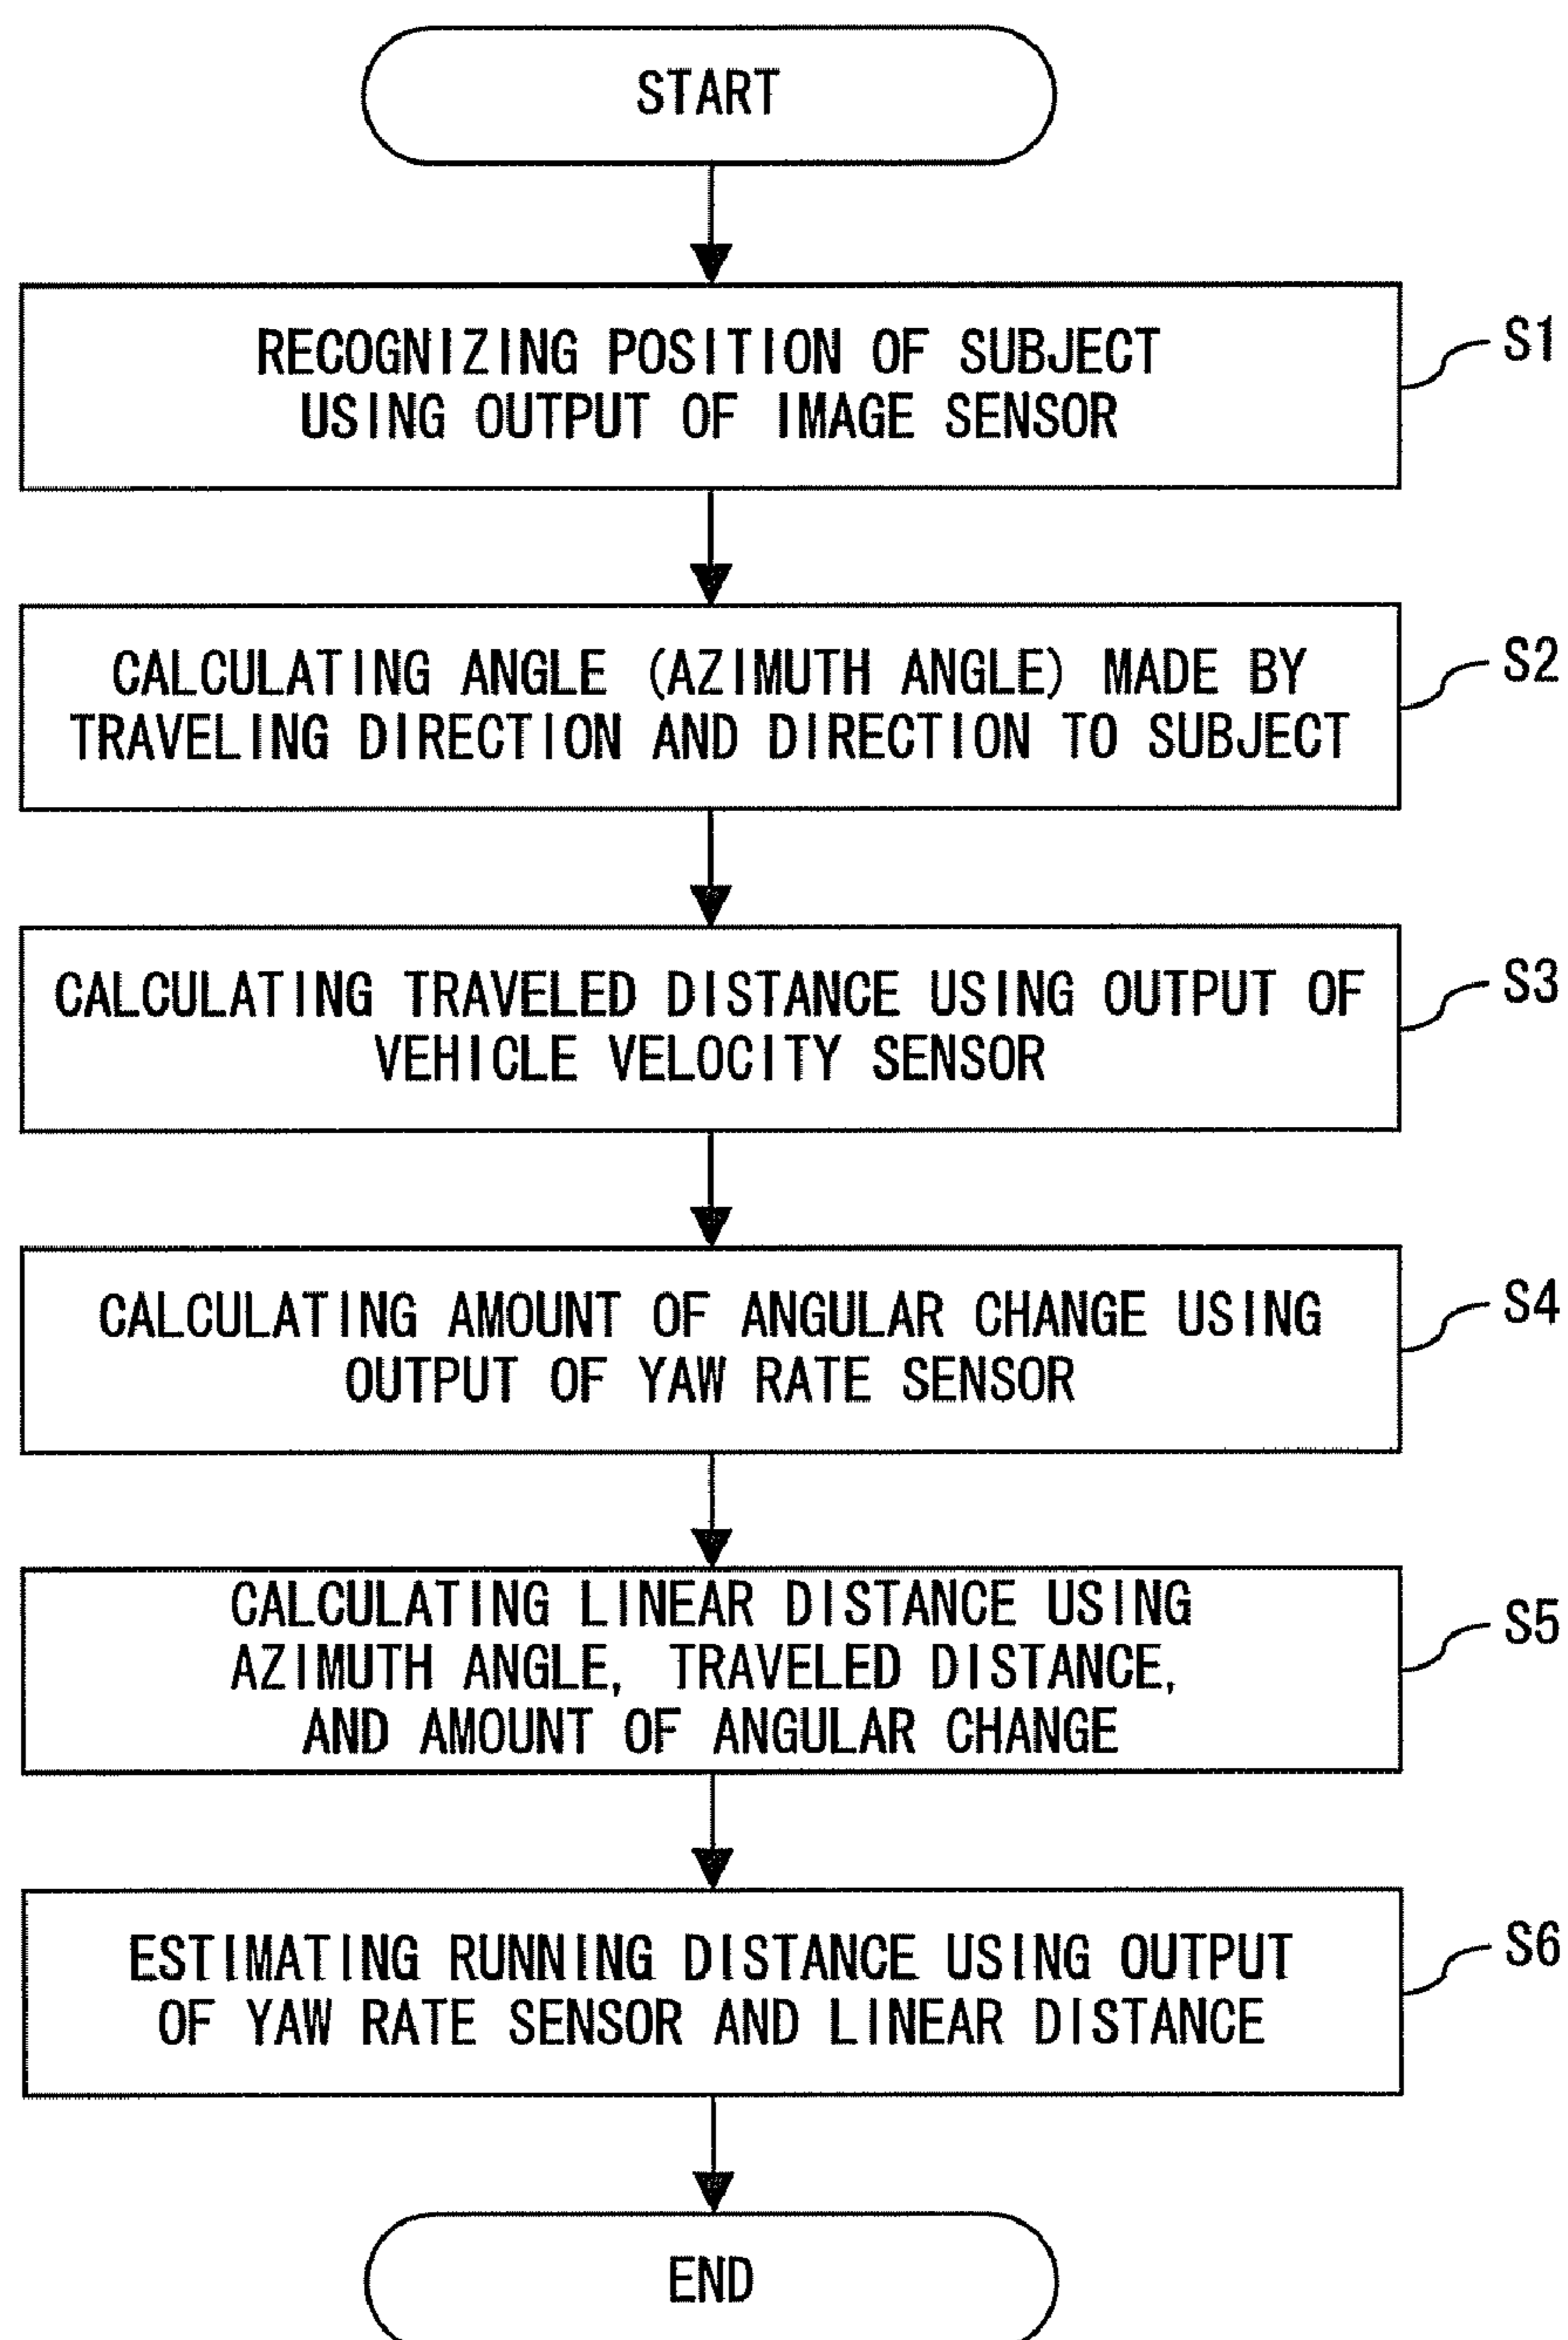 START
RECOGNIZING POSITION OF SUBJECT
USING OUTPUT OF IMAGE SENSOR
S1
CALCULATING ANGLE (AZIMUTH ANGLE) MADE BY
TRAVELING DIRECTION AND DIRECTION TO SUBJECT
S2
CALCULATING TRAVELED DISTANCE USING OUTPUT OF
VEHICLE VELOCITY SENSOR
S3
CALCULATING AMOUNT OF ANGULAR CHANGE USING
OUTPUT OF YAW RATE SENSOR
S4
CALCULATING LINEAR DISTANCE USING
AZIMUTH ANGLE, TRAVELED DISTANCE,
AND AMOUNT OF ANGULAR CHANGE
S5
ESTIMATING RUNNING DISTANCE USING OUTPUT
OF YAW RATE SENSOR AND LINEAR DISTANCE
S6
END